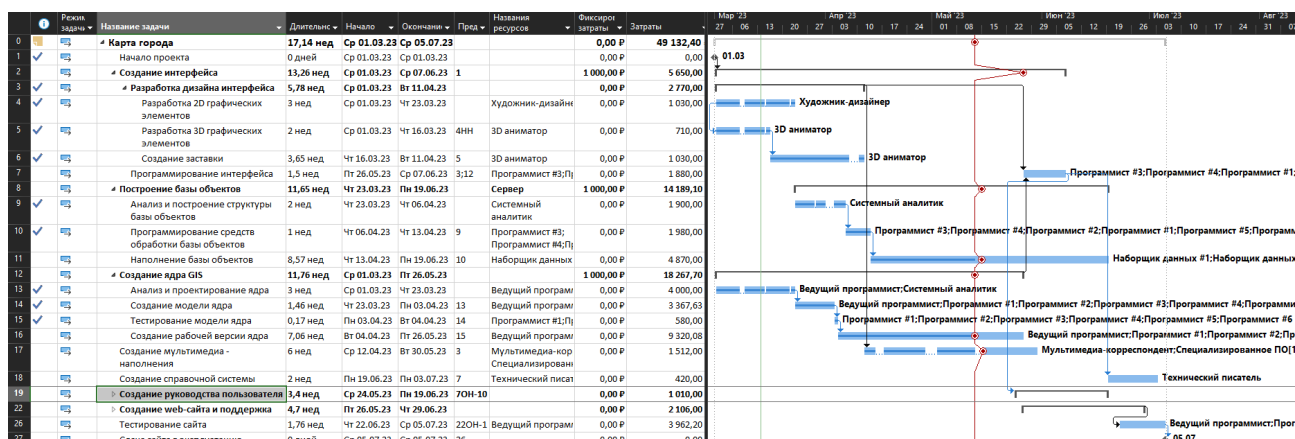 Режим задачи Название задачи Длительнс Начало Окончани Пред Названия ресурсов Фиксиро затраты Затраты
Мар '23 Апр '23 Май '23 Июн '23 Июл '23 Авг '23
27 06 13 20 27 03 10 17 24 01 08 15 22 29 05 12 19 26 03 10 17 24 31 07
0 Карта города 17,14 нед Ср 01.03.23 Ср 05.07.23 0,00 ₽ 49 132,40
1 Начало проекта 0 дней Ср 01.03.23 Ср 01.03.23 0,00 ₽ 0,00 01.03
2 Создание интерфейса 13,26 нед Ср 01.03.23 Ср 07.06.23 1 1 000,00 ₽ 5 650,00
3 Разработка дизайна интерфейса 5,78 нед Ср 01.03.23 Вт 11.04.23 0,00 ₽ 2 770,00
4 Разработка 2D графических 3 нед Ср 01.03.23 Чт 23.03.23 Художник-дизайне 0,00 ₽ 1 030,00 Художник-дизайнер
элементов
5 Разработка 3D графических 2 нед Ср 01.03.23 Чт 16.03.23 4НН 3D аниматор 0,00 ₽ 710,00 3D аниматор
элементов
6 Создание заставки 3,65 нед Чт 16.03.23 Вт 11.04.23 5 3D аниматор 0,00 ₽ 1 030,00 3D аниматор
7 Программирование интерфейса 1,5 нед Пт 26.05.23 Ср 07.06.23 3;12 Программист #3;П 0,00 ₽ 1 880,00 Программист #3;Программист #4;Программист #1;
8 Построение базы объектов 11,65 нед Чт 23.03.23 Пн 19.06.23 Сервер 1 000,00 ₽ 14 189,10
9 Анализ и построение структуры 2 нед Чт 23.03.23 Чт 06.04.23 Системный 0,00 ₽ 1 900,00 Системный аналитик
базы объектов аналитик
10 Программирование средств 1 нед Чт 06.04.23 Чт 13.04.23 9 Программист #3; 0,00 ₽ 1 980,00 Программист #3;Программист #4;Программист #2;Программист #1;Программист #5;Програм
обработки базы объектов Программист #4;П
11 Наполнение базы объектов 8,57 нед Чт 13.04.23 Пн 19.06.23 10 Наборщик данных 0,00 ₽ 4 870,00 Наборщик данных #1;Наборщик данных
12 Создание ядра GIS 11,76 нед Ср 01.03.23 Пт 26.05.23 1 000,00 ₽ 18 267,70
13 Анализ и проектирование ядра 3 нед Ср 01.03.23 Чт 23.03.23 Ведущий програм 0,00 ₽ 4 000,00 Ведущий программист;Системный аналитик
14 Создание модели ядра 1,46 нед Чт 23.03.23 Пн 03.04.23 13 Ведущий програм 0,00 ₽ 3 367,63 Ведущий программист;Программист #1;Программист #2;Программист #3;Программист #4;Программи
15 Тестирование модели ядра 0,17 нед Пн 03.04.23 Вт 04.04.23 14 Программист #1;П 0,00 ₽ 580,00 Программист #1;Программист #2;Программист #3;Программист #4;Программист #5;Программист #6
16 Создание рабочей версии ядра 7,06 нед Вт 04.04.23 Пт 26.05.23 15 Ведущий програм 0,00 ₽ 9 320,08 Ведущий программист;Программист #1;Программист #2;Пр
17 Создание мультимедиа - 6 нед Ср 12.04.23 Вт 30.05.23 3 Мультимедиа-кор 0,00 ₽ 1 512,00 Мультимедиа-корреспондент;Специализированное ПО[1
наполнения Специализирован
18 Создание справочной системы 2 нед Пн 19.06.23 Пн 03.07.23 7 Технический писат 0,00 ₽ 420,00 Технический писатель
19 Создание руководства пользователя 3,4 нед Ср 24.05.23 Пн 19.06.23 7ОН-10 0,00 ₽ 1 010,00
22 Создание web-сайта и поддержка 4,7 нед Пт 26.05.23 Чт 29.06.23 0,00 ₽ 2 106,00
26 Тестирование сайта 1,76 нед Чт 22.06.23 Ср 05.07.23 22ОН-1 Ведущий програм 0,00 ₽ 3 962,20 Ведущий программист;Прог
27 05.07